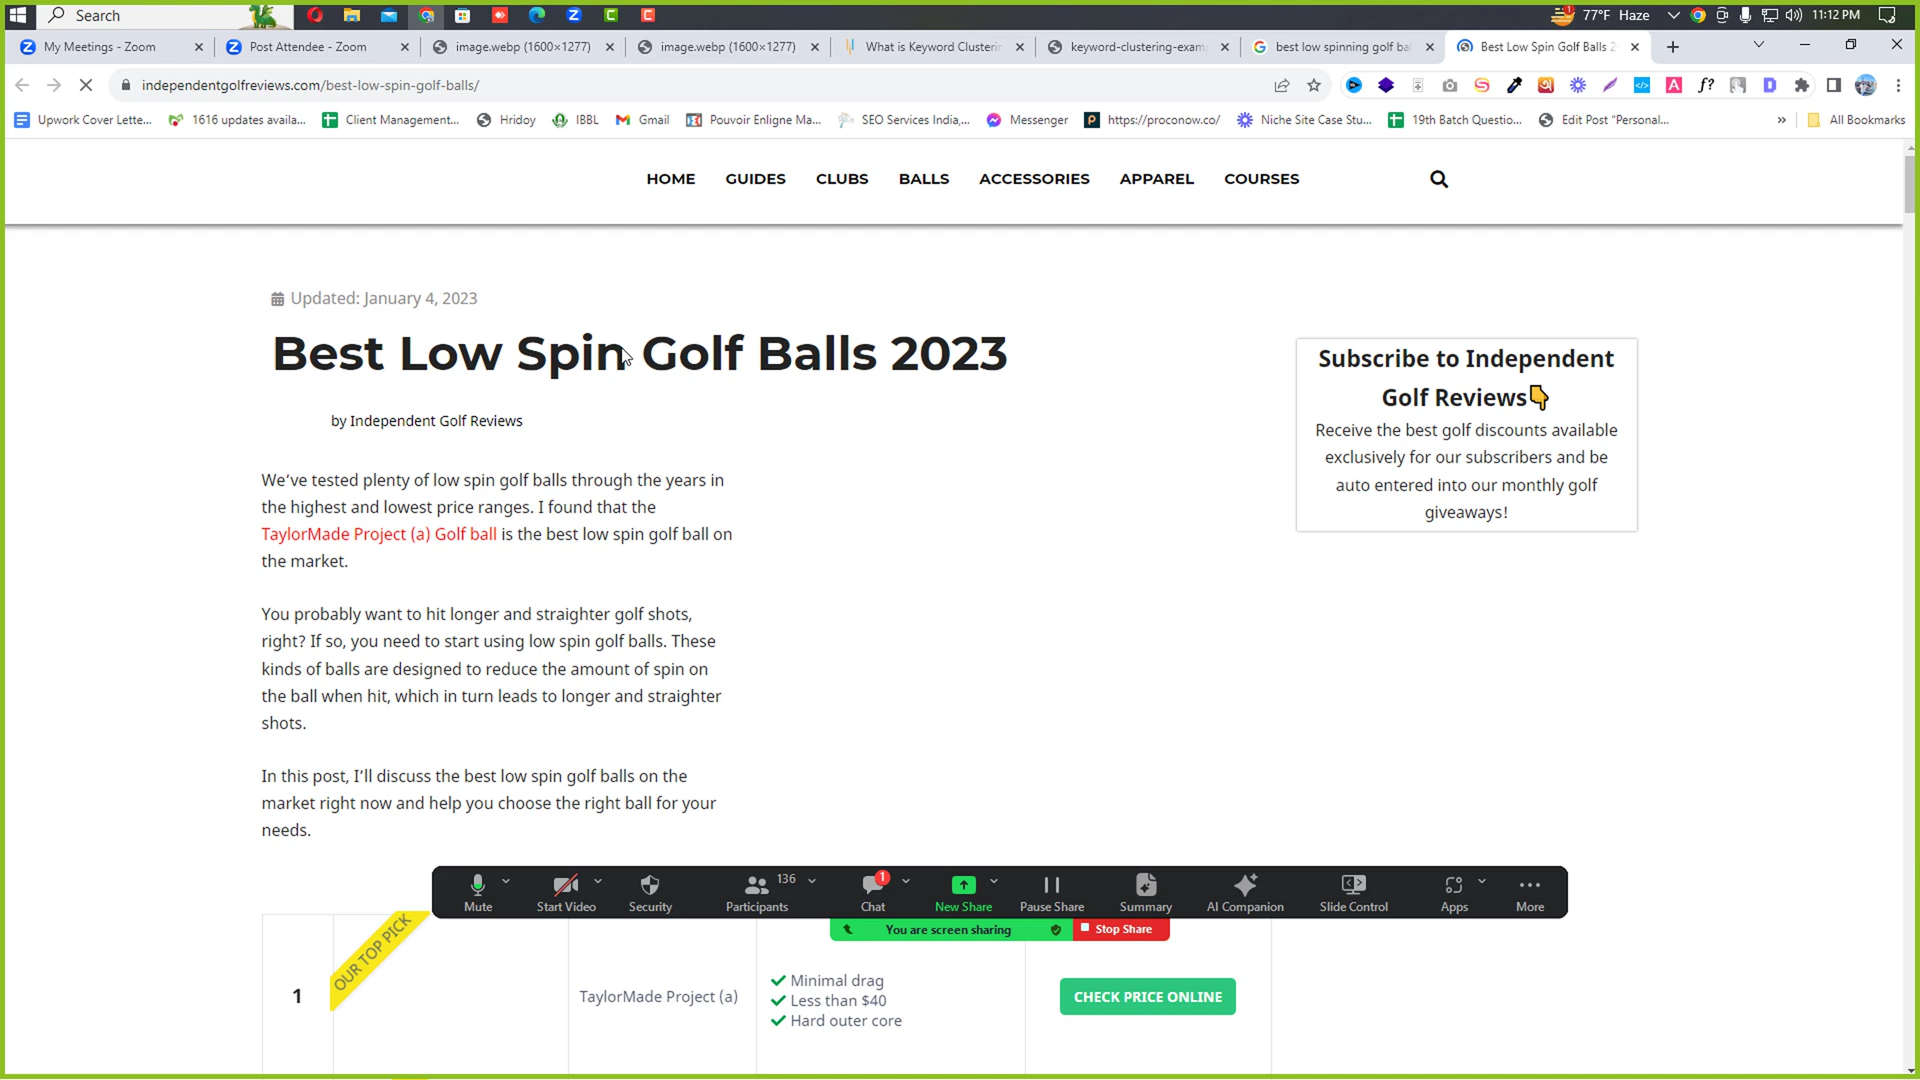 Search
77°F Haze
11:12 PM
My Meetings - Zoom
Post Attendee - Zoom
image.webp (1600×1277)
image.webp (1600×1277)
What is Keyword Clusterin
keyword-clustering-exam
best low spinning golf ba
Best Low Spin Golf Balls 2
independentgolfreviews.com/best-low-spin-golf-balls/
Upwork Cover Lette...
1616 updates availa...
Client Management...
Hridoy
IBBL
Gmail
Pouvoir Enligne Ma...
SEO Services India,...
Messenger
https://proconow.co/
Niche Site Case Stu...
19th Batch Questio...
Edit Post “Personal...
»
All Bookmarks
HOME
GUIDES
CLUBS
BALLS
ACCESSORIES
APPAREL
COURSES
Updated: January 4, 2023
Best Low Spin Golf Balls 2023
by Independent Golf Reviews
We’ve tested plenty of low spin golf balls through the years in
the highest and lowest price ranges. I found that the
TaylorMade Project (a) Golf ball is the best low spin golf ball on
the market.
You probably want to hit longer and straighter golf shots,
right? If so, you need to start using low spin golf balls. These
kinds of balls are designed to reduce the amount of spin on
the ball when hit, which in turn leads to longer and straighter
shots.
In this post, I’ll discuss the best low spin golf balls on the
market right now and help you choose the right ball for your
needs.
Subscribe to Independent
Golf Reviews👇
Receive the best golf discounts available
exclusively for our subscribers and be
auto entered into our monthly golf
giveaways!
Mute
Start Video
Security
Participants
136
Chat
1
New Share
Pause Share
Summary
AI Companion
Slide Control
Apps
More
You are screen sharing
Stop Share
1
OUR TOP PICK
TaylorMade Project (a)
Minimal drag
Less than $40
Hard outer core
CHECK PRICE ONLINE